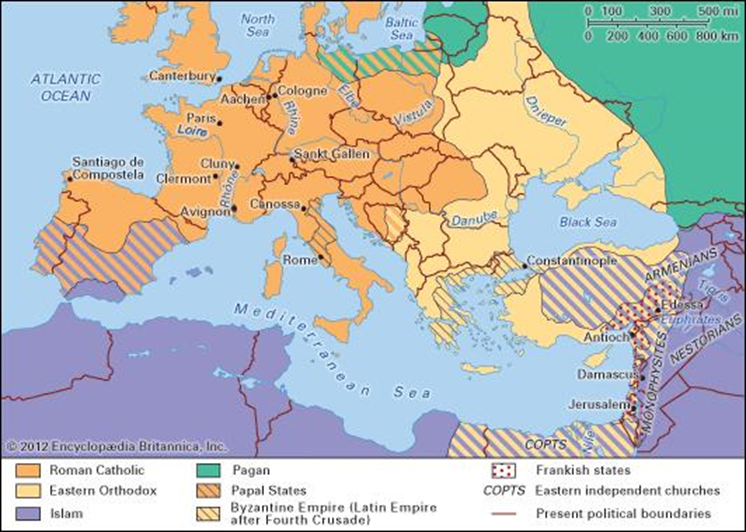 North
Sea
Baltic
Sea
0 100 300 500 mi
0 200 400 600 800 km
ATLANTIC
OCEAN
Canterbury
Aachen
Cologne
Elbe
Vistula
Dnieper
Paris
Loire
Rhine
Sankt Gallen
Santiago de
Compostela
Cluny
Clermont
Rhône
Avignon
Canossa
Danube
Black Sea
Rome
Constantinople
ARMENIANS
Tigris
Edessa
Euphrates
Mediterranean Sea
Antioch
NESTORIANS
Damascus
MONOPHYSITES
Jerusalem
COPTS
Nile
© 2012 Encyclopædia Britannica, Inc.
Roman Catholic
Eastern Orthodox
Islam
Pagan
Papal States
Byzantine Empire (Latin Empire
after Fourth Crusade)
Frankish states
COPTS Eastern independent churches
Present political boundaries